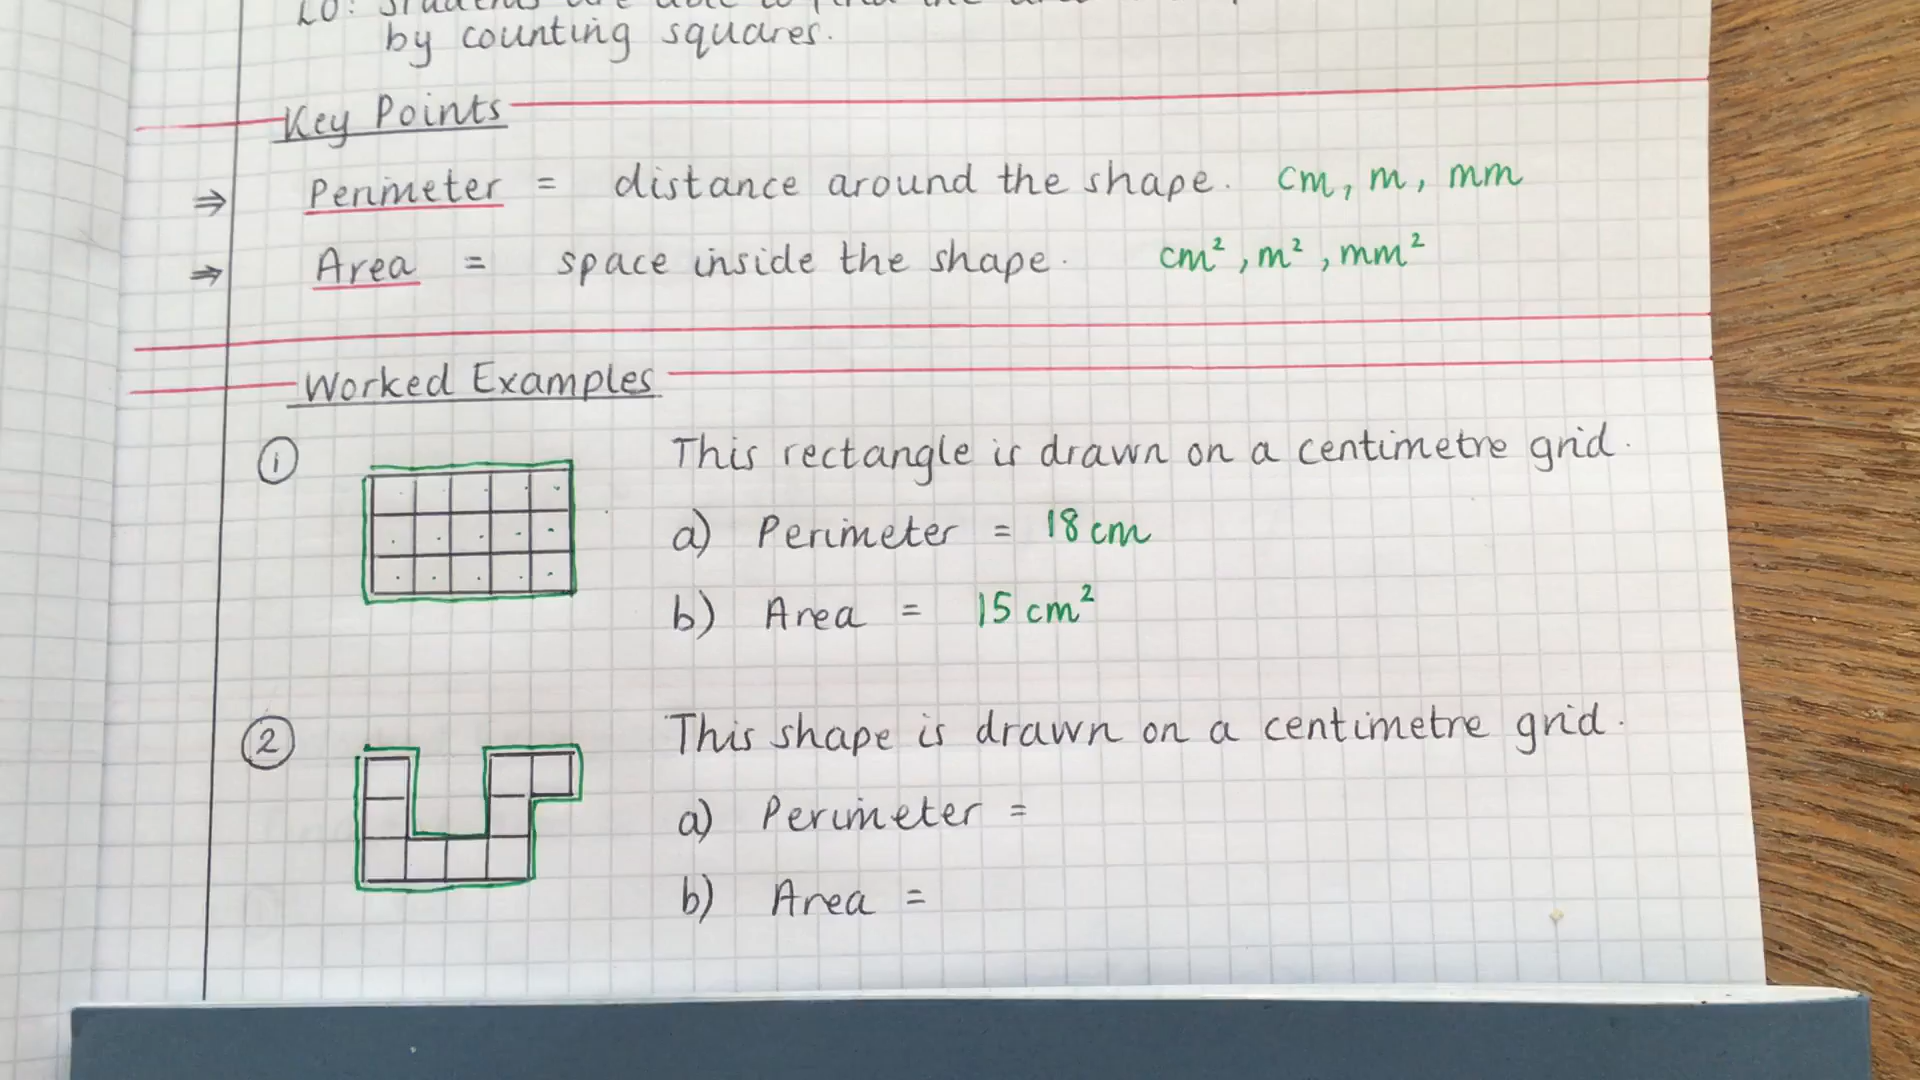 by counting squares.
Key Points
⇒ Perimeter = distance around the shape. cm, m, mm
⇒ Area = space inside the shape. cm², m², mm²
Worked Examples
① This rectangle is drawn on a centimetre grid.
a) Perimeter = 18 cm
b) Area = 15 cm²
② This shape is drawn on a centimetre grid.
a) Perimeter =
b) Area =